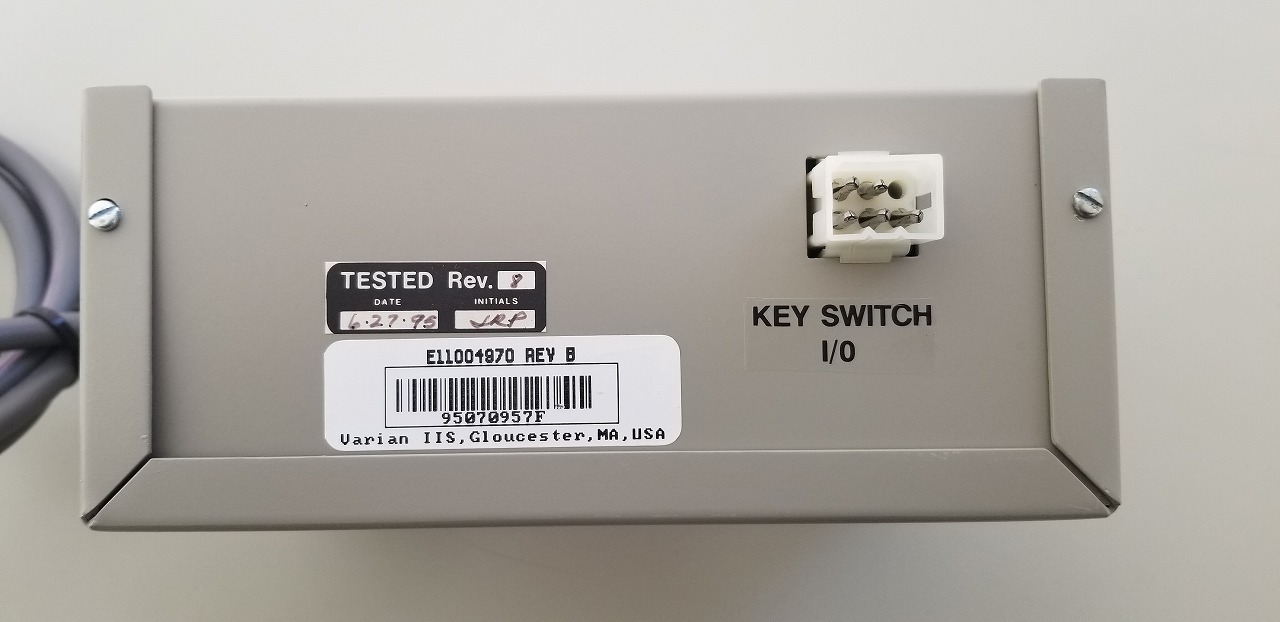 TESTED Rev. 8
DATE INITIALS
6-27-95 JRP
E11004970 REV B
95070957F
Varian IIS,Gloucester,MA,USA
KEY SWITCH
I/O